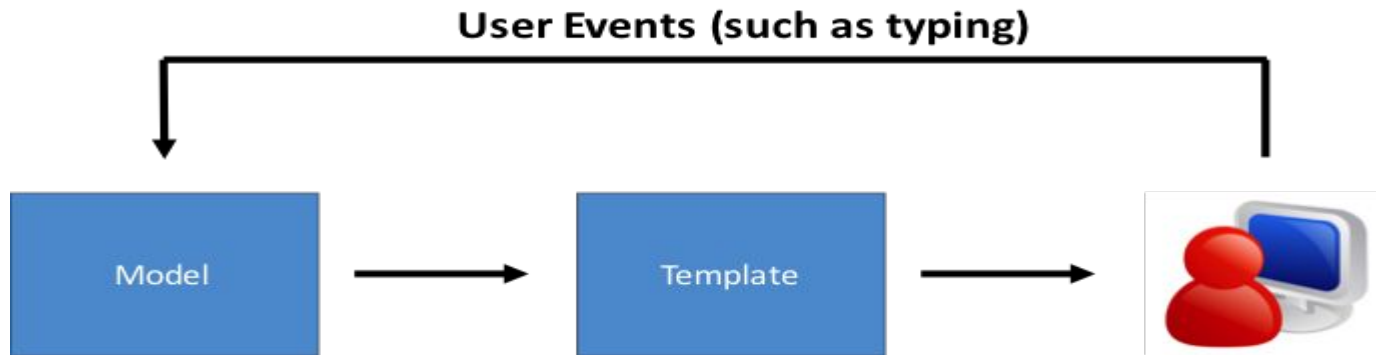 User Events (such as typing)
Model
Template